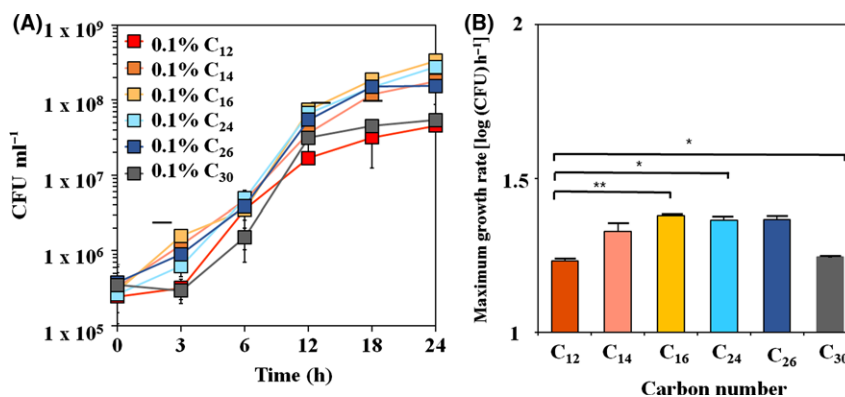 (A)
1 x 10⁹
1 x 10⁸
1 x 10⁷
1 x 10⁶
1 x 10⁵
CFU ml⁻¹
0.1% C₁₂
0.1% C₁₄
0.1% C₁₆
0.1% C₂₄
0.1% C₂₆
0.1% C₃₀
0 3 6 12 18 24
Time (h)
(B)
2
1.5
1
Maximum growth rate [log (CFU) h⁻¹]
*
*
**
C₁₂ C₁₄ C₁₆ C₂₄ C₂₆ C₃₀
Carbon number